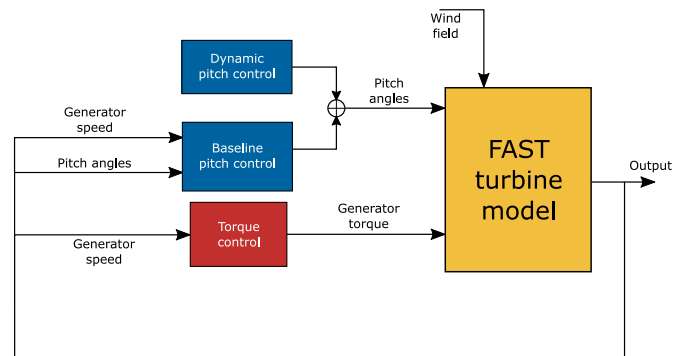 Wind
field
Dynamic
pitch control
Pitch
angles
Generator
speed
Baseline
pitch control
Pitch angles
FAST
turbine
model
Output
Generator
torque
Torque
control
Generator
speed